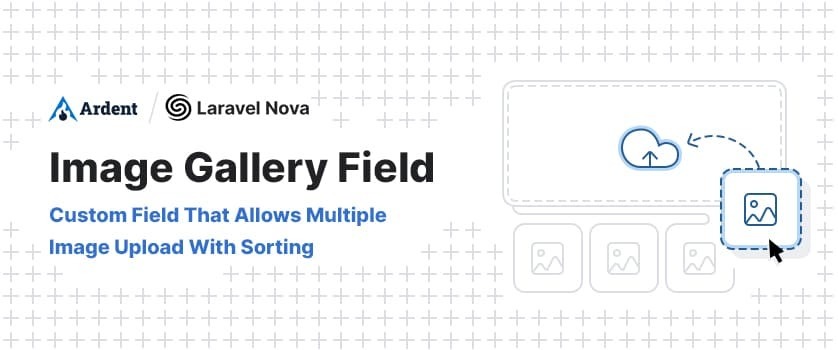 Ardent / Laravel Nova
Image Gallery Field
Custom Field That Allows Multiple
Image Upload With Sorting